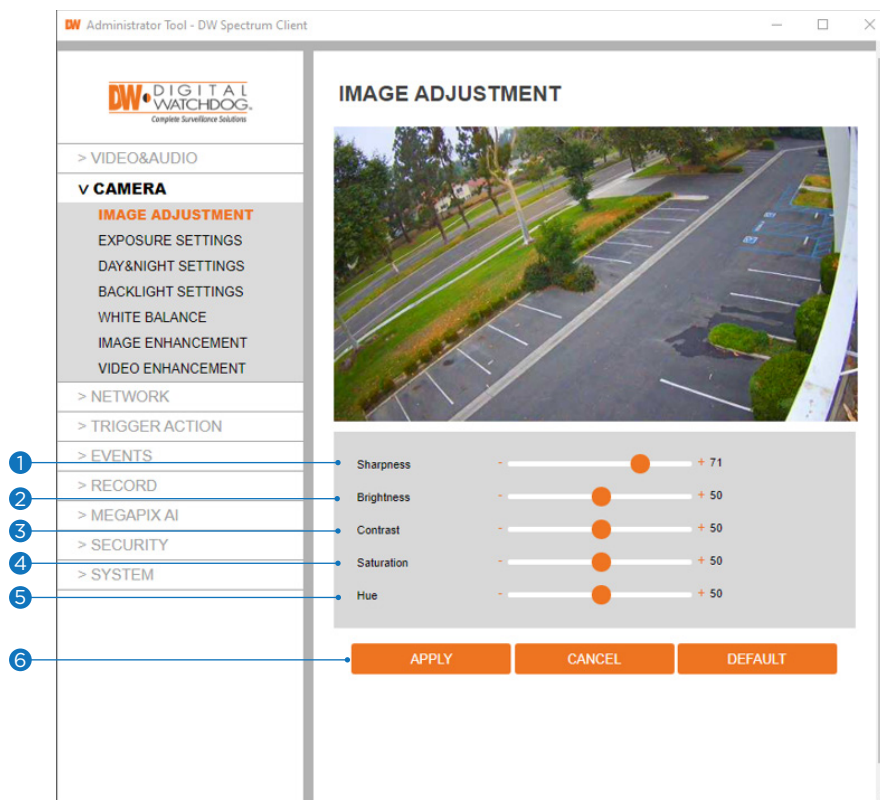 DW Administrator Tool - DW Spectrum Client
DW DIGITAL
WATCHDOG®
Complete Surveillance Solutions
IMAGE ADJUSTMENT
> VIDEO&AUDIO
v CAMERA
IMAGE ADJUSTMENT
EXPOSURE SETTINGS
DAY&NIGHT SETTINGS
BACKLIGHT SETTINGS
WHITE BALANCE
IMAGE ENHANCEMENT
VIDEO ENHANCEMENT
> NETWORK
> TRIGGER ACTION
> EVENTS
> RECORD
> MEGAPIX AI
> SECURITY
> SYSTEM
1 Sharpness - + 71
2 Brightness - + 50
3 Contrast - + 50
4 Saturation - + 50
5 Hue - + 50
6 APPLY CANCEL DEFAULT